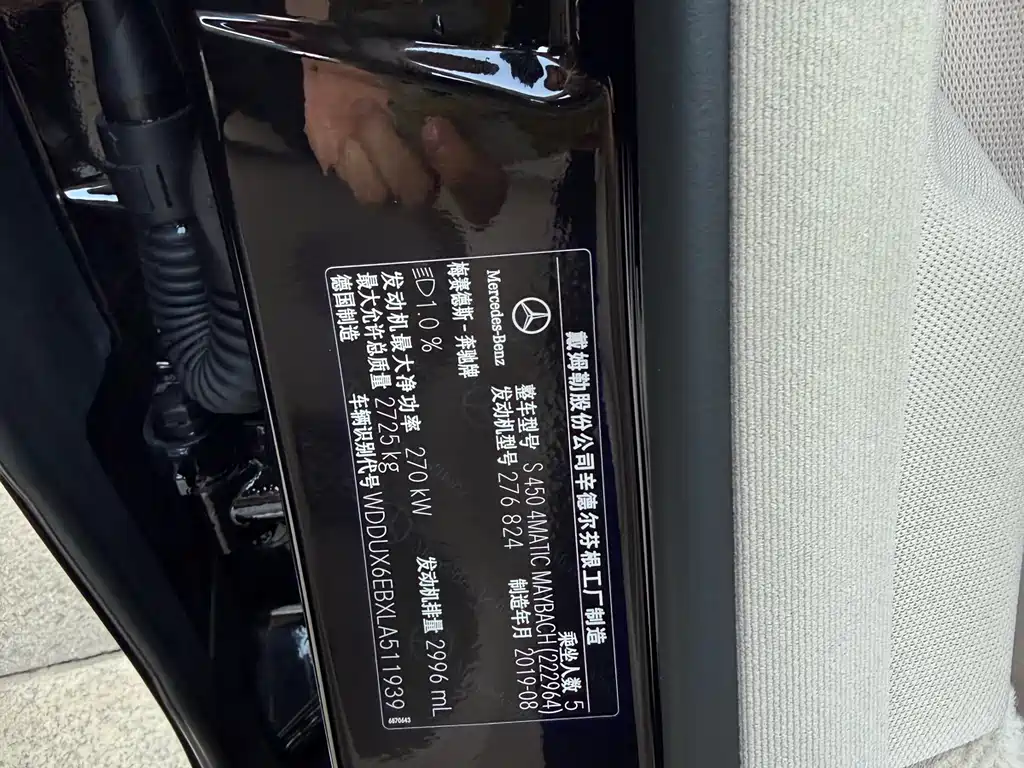 戴姆勒股份公司辛德尔芬根工厂制造
乘坐人数 5
整车型号 S 450 4MATIC MAYBACH (222964)
Mercedes-Benz
发动机型号 276 824 制造年月 2019-08
梅赛德斯-奔驰牌
1.0 %
发动机最大净功率 270 kW 发动机排量 2996 mL
最大允许总质量 2725 kg
德国制造 车辆识别代号 WDDUX6EBXLA511939
6870643